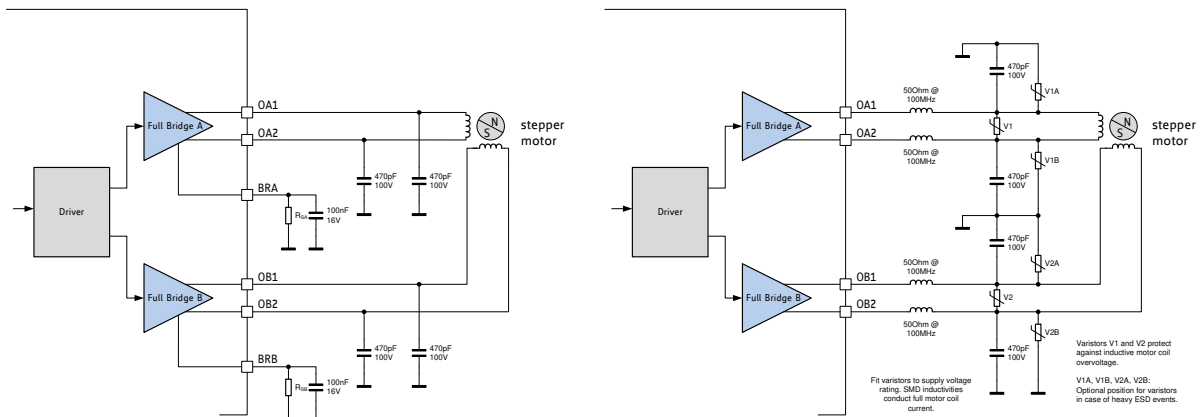 Driver
Full Bridge A
Full Bridge B
OA1
OA2
BRA
RSA
100nF
16V
470pF
100V
470pF
100V
N
S
stepper
motor
OB1
OB2
BRB
RSB
100nF
16V
470pF
100V
470pF
100V
Driver
Full Bridge A
Full Bridge B
OA1
OA2
50Ohm @
100MHz
50Ohm @
100MHz
470pF
100V
V1A
V1
V1B
470pF
100V
N
S
stepper
motor
470pF
100V
V2A
OB1
OB2
50Ohm @
100MHz
50Ohm @
100MHz
V2
V2B
470pF
100V
Fit varistors to supply voltage
rating. SMD inductivities
conduct full motor coil
current.
Varistors V1 and V2 protect
against inductive motor coil
overvoltage.
V1A, V1B, V2A, V2B:
Optional position for varistors
in case of heavy ESD events.